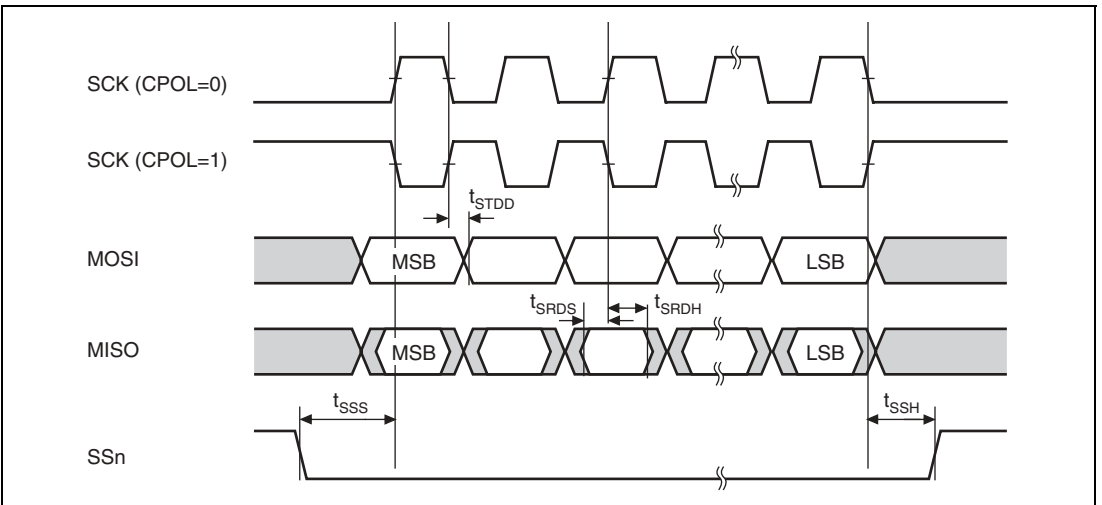 SCK (CPOL=0)
SCK (CPOL=1)
tSTDD
MOSI
MSB
LSB
tSRDS
tSRDH
MISO
MSB
LSB
tSSS
tSSH
SSn